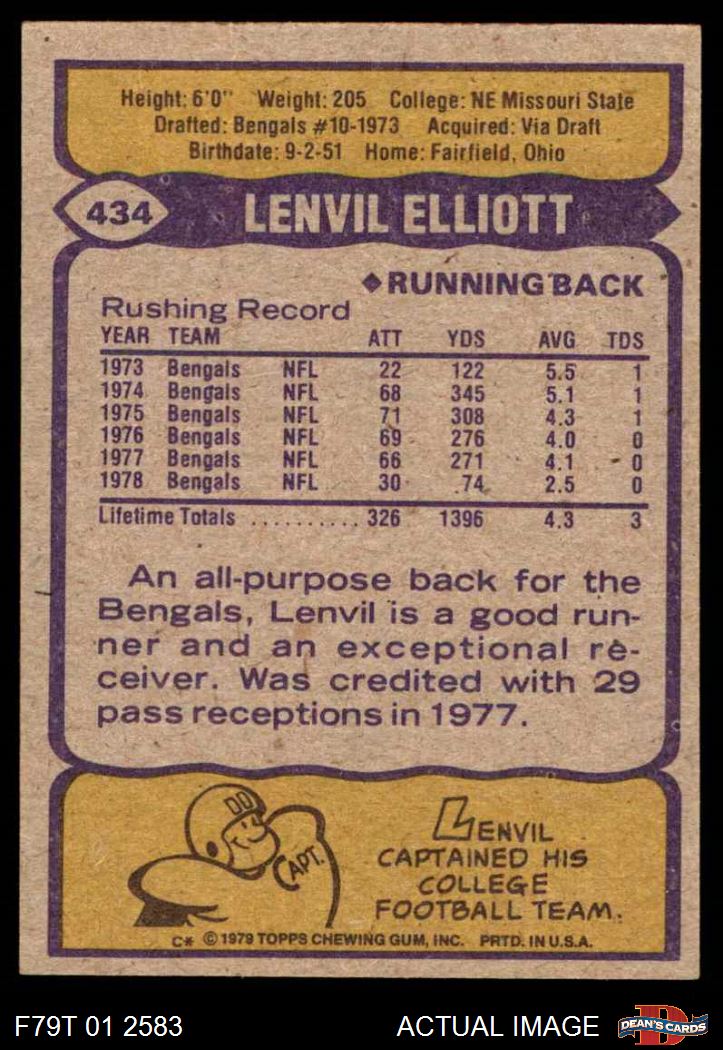 Height: 6'0" Weight: 205 College: NE Missouri State
Drafted: Bengals #10-1973 Acquired: Via Draft
Birthdate: 9-2-51 Home: Fairfield, Ohio
434 LENVIL ELLIOTT
◆RUNNING BACK
Rushing Record
YEAR TEAM ATT YDS AVG TDS
1973 Bengals NFL 22 122 5.5 1
1974 Bengals NFL 68 345 5.1 1
1975 Bengals NFL 71 308 4.3 1
1976 Bengals NFL 69 276 4.0 0
1977 Bengals NFL 66 271 4.1 0
1978 Bengals NFL 30 74 2.5 0
Lifetime Totals .......... 326 1396 4.3 3
An all-purpose back for the
Bengals, Lenvil is a good run-
ner and an exceptional re-
ceiver. Was credited with 29
pass receptions in 1977.
DD
CAPT.
LENVIL
CAPTAINED HIS
COLLEGE
FOOTBALL TEAM.
C* © 1979 TOPPS CHEWING GUM, INC. PRTD. IN U.S.A.
F79T 01 2583 ACTUAL IMAGE D DEAN'S CARDS